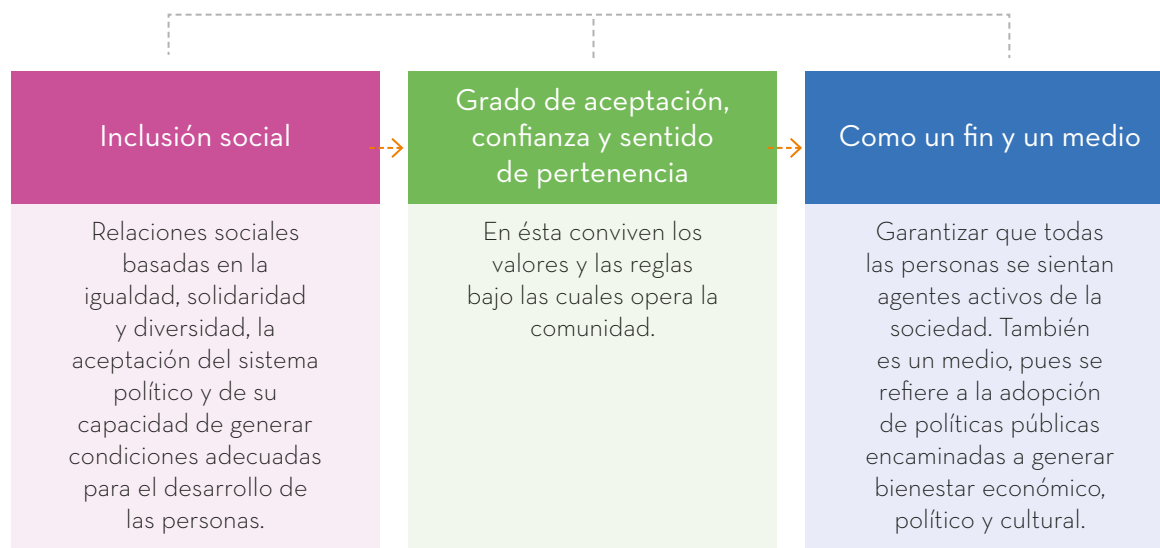 Inclusión social
Relaciones sociales
basadas en la
igualdad, solidaridad
y diversidad, la
aceptación del sistema
político y de su
capacidad de generar
condiciones adecuadas
para el desarrollo de
las personas.
Grado de aceptación,
confianza y sentido
de pertenencia
En ésta conviven los
valores y las reglas
bajo las cuales opera la
comunidad.
Como un fin y un medio
Garantizar que todas
las personas se sientan
agentes activos de la
sociedad. También
es un medio, pues se
refiere a la adopción
de políticas públicas
encaminadas a generar
bienestar económico,
político y cultural.